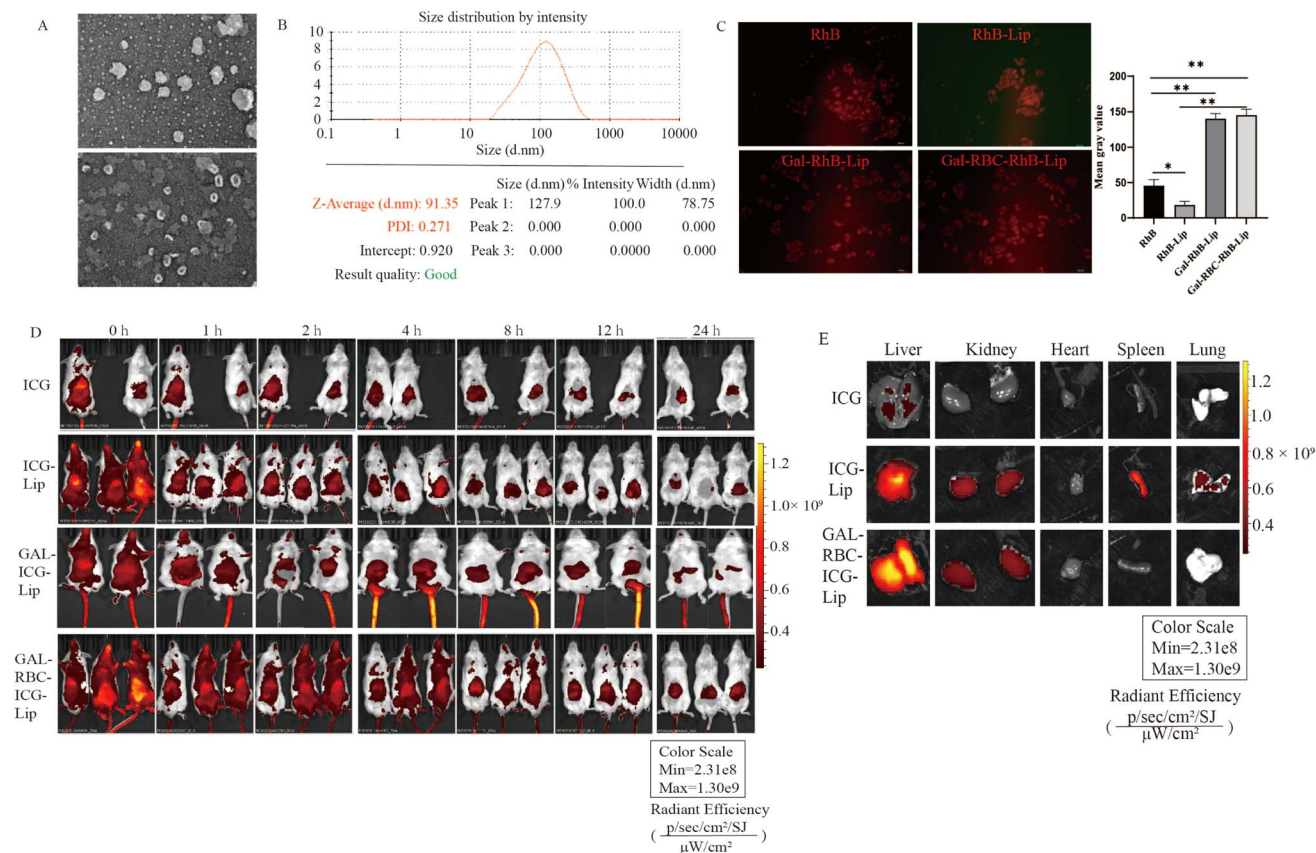 A
B
Size distribution by intensity
10
8
6
4
2
0
0.1
1
10
100
1000
10000
Size (d.nm)
Size (d.nm) % Intensity Width (d.nm)
Z-Average (d.nm): 91.35 Peak 1: 127.9 100.0 78.75
PDI: 0.271 Peak 2: 0.000 0.000 0.000
Intercept: 0.920 Peak 3: 0.000 0.0000 0.000
Result quality: Good
C
RhB
RhB-Lip
Gal-RhB-Lip
Gal-RBC-RhB-Lip
Mean gray value
200
150
100
50
0
**
**
**
*
RhB
RhB-Lip
Gal-RhB-Lip
Gal-RBC-RhB-Lip
D
0 h 1 h 2 h 4 h 8 h 12 h 24 h
ICG
ICG-
Lip
GAL-
ICG-
Lip
GAL-
RBC-
ICG-
Lip
1.2
1.0× 10⁹
0.8
0.6
0.4
Color Scale
Min=2.31e8
Max=1.30e9
Radiant Efficiency
( p/sec/cm²/SJ )
µW/cm²
E
Liver Kidney Heart Spleen Lung
ICG
ICG-
Lip
GAL-
RBC-
ICG-
Lip
1.2
1.0
0.8 × 10⁹
0.6
0.4
Color Scale
Min=2.31e8
Max=1.30e9
Radiant Efficiency
( p/sec/cm²/SJ )
µW/cm²